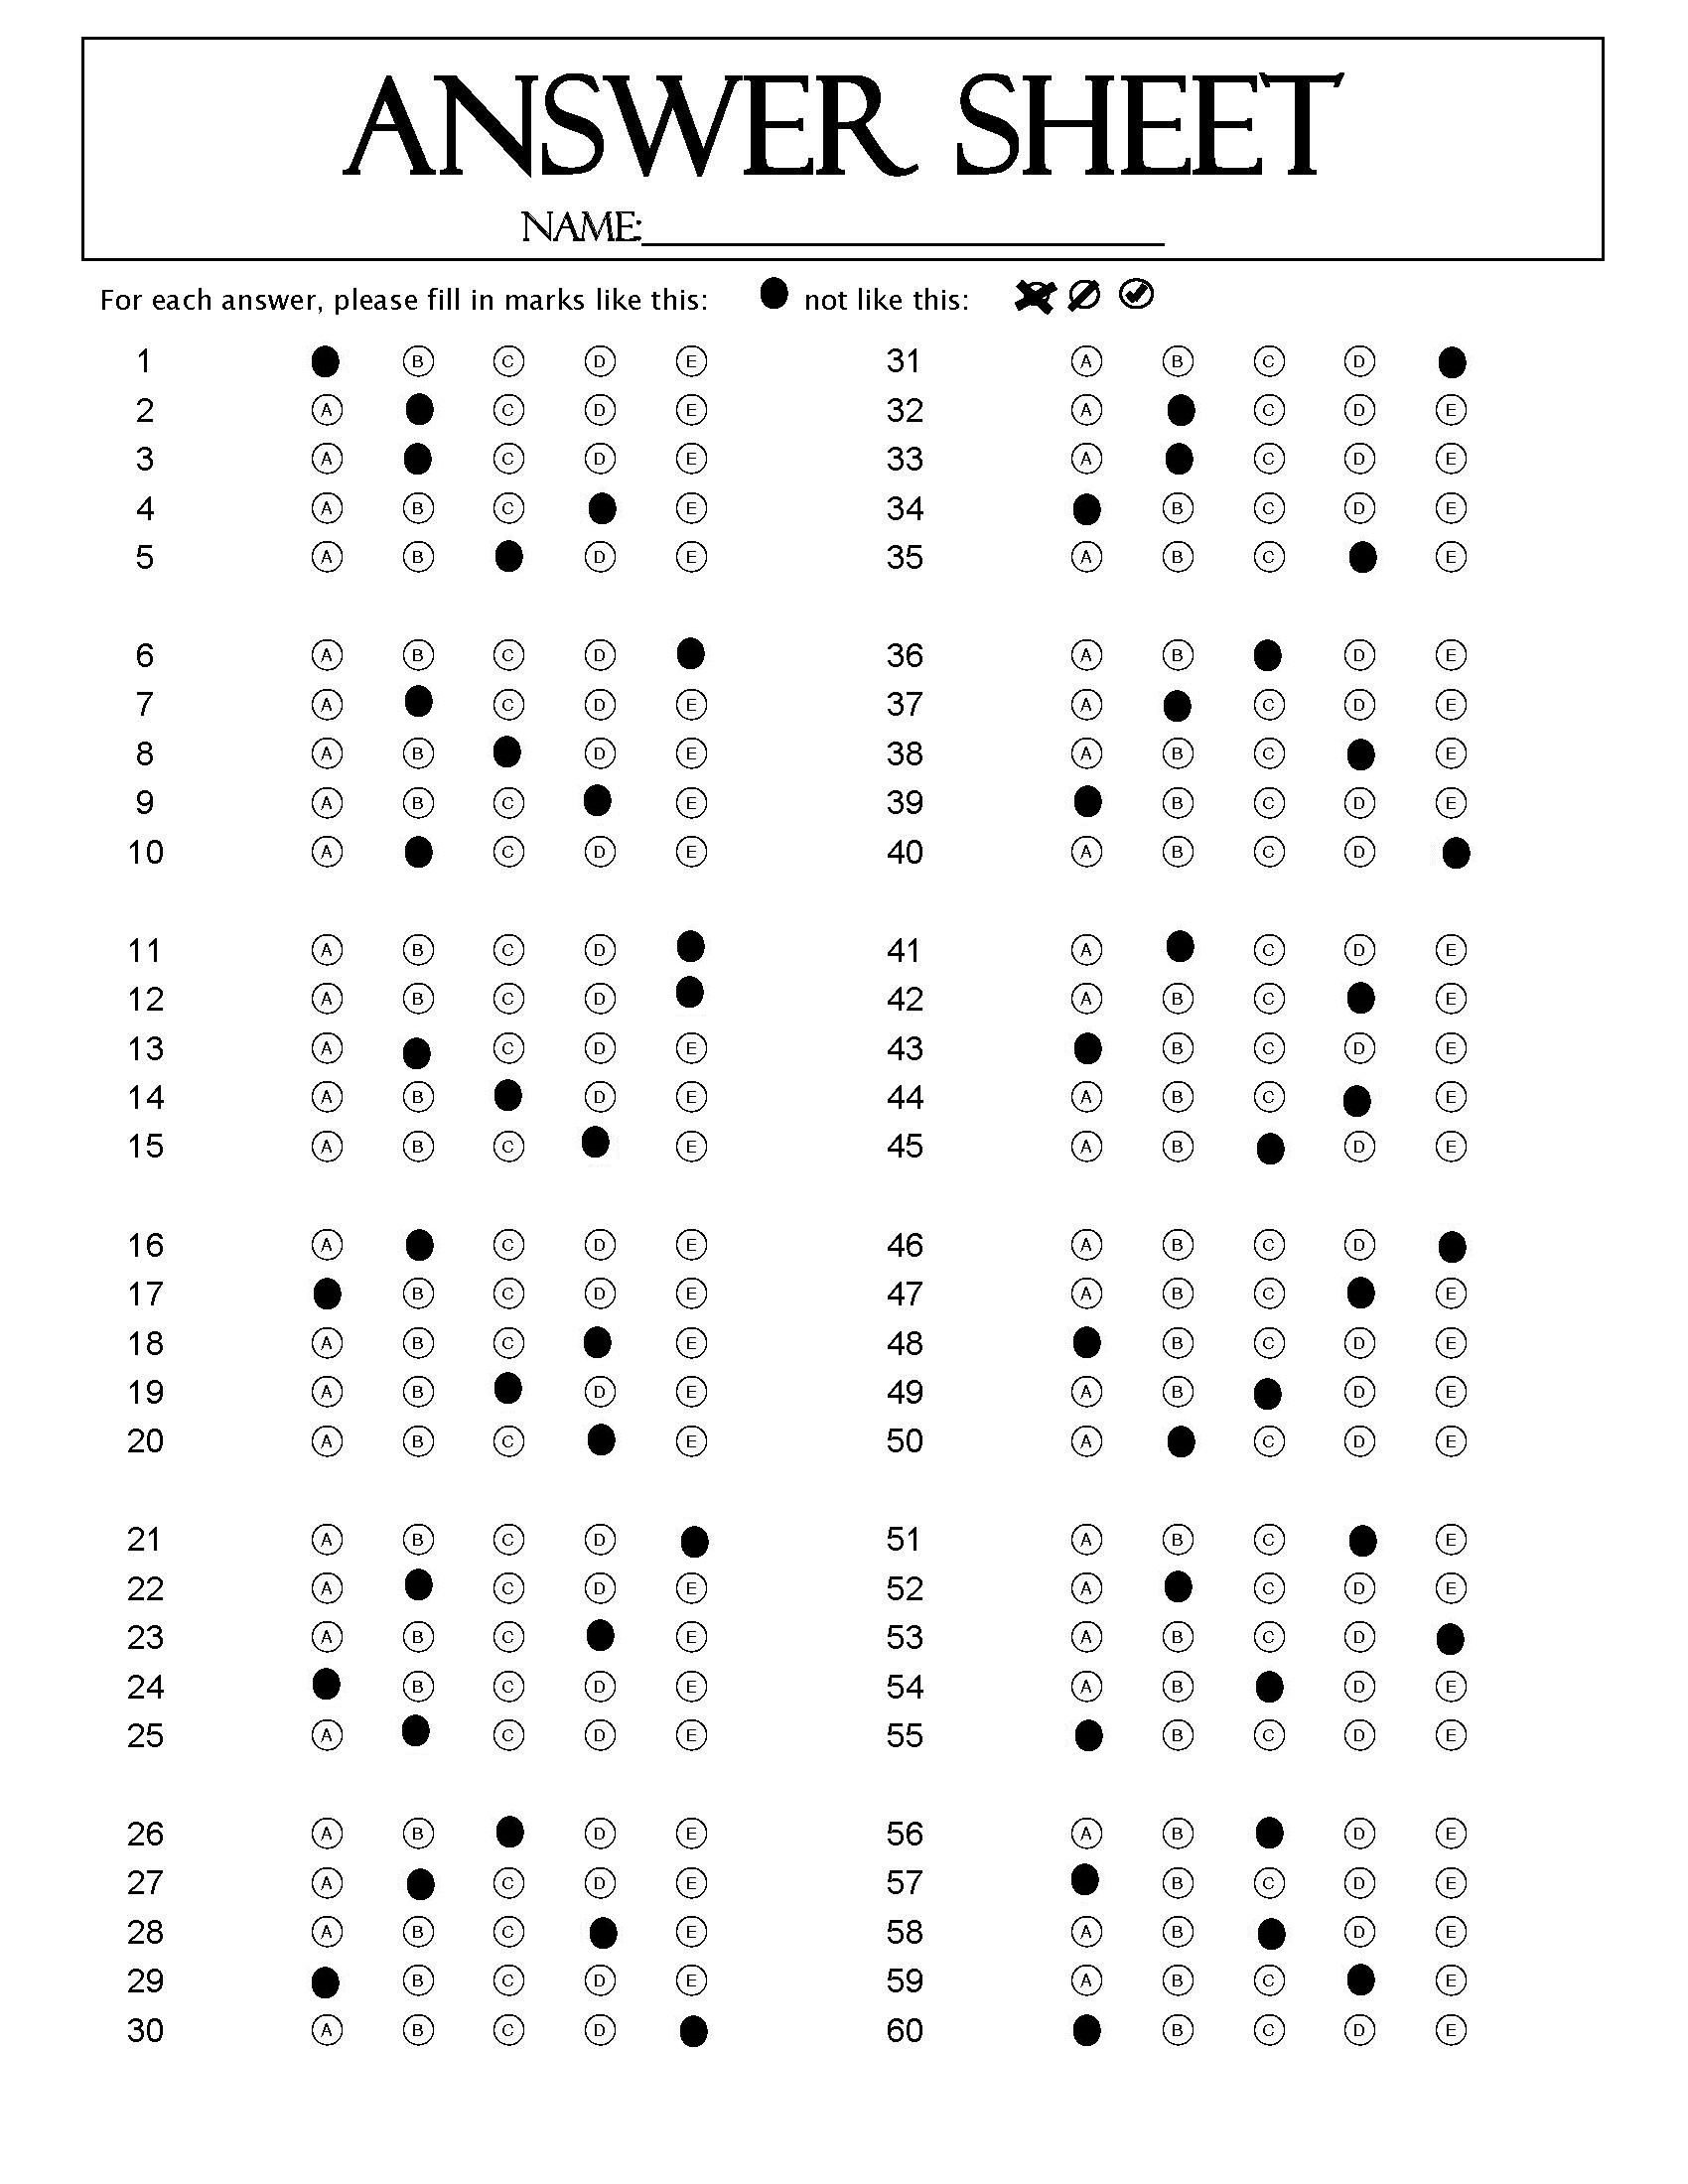 ANSWER SHEET
NAME:
For each answer, please fill in marks like this: not like this:
1 B C D E 31 A B C D
2 A C D E 32 A C D E
3 A C D E 33 A C D E
4 A B C E 34 B C D E
5 A B D E 35 A B C E
6 A B C D 36 A B D E
7 A C D E 37 A C D E
8 A B D E 38 A B C E
9 A B C E 39 B C D E
10 A C D E 40 A B C D
11 A B C D 41 A C D E
12 A B C D 42 A B C E
13 A C D E 43 B C D E
14 A B D E 44 A B C E
15 A B C E 45 A B D E
16 A C D E 46 A B C D
17 B C D E 47 A B C E
18 A B C E 48 B C D E
19 A B D E 49 A B D E
20 A B C E 50 A C D E
21 A B C D 51 A B C E
22 A C D E 52 A C D E
23 A B C E 53 A B C D
24 B C D E 54 A B D E
25 A C D E 55 B C D E
26 A B D E 56 A B D E
27 A C D E 57 B C D E
28 A B C E 58 A B D E
29 B C D E 59 A B C E
30 A B C D 60 B C D E